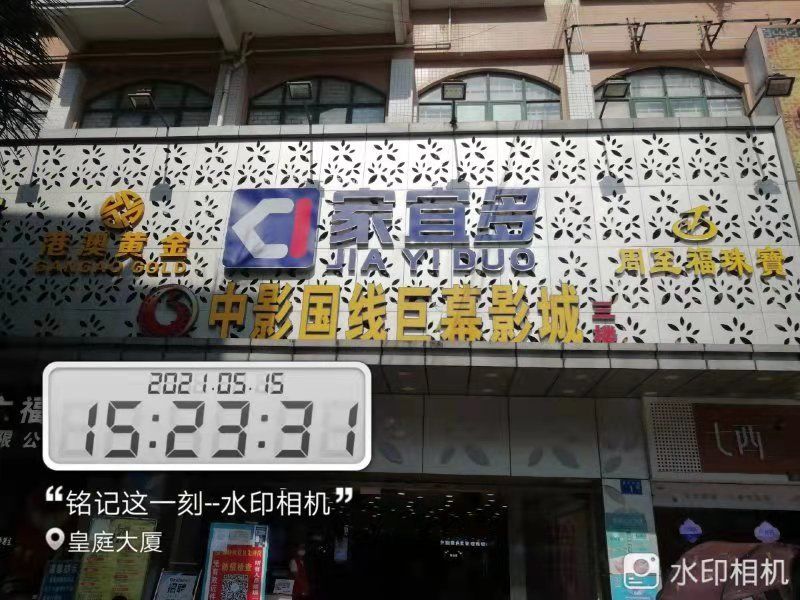 家宜多
JIA YI DUO
港澳黄金
GANGAO GOLD
周至福珠寶
中影国线巨幕影城
三楼
2021.05.15
15:23:31
“铭记这一刻--水印相机”
皇庭大厦
七西
招聘
水印相机